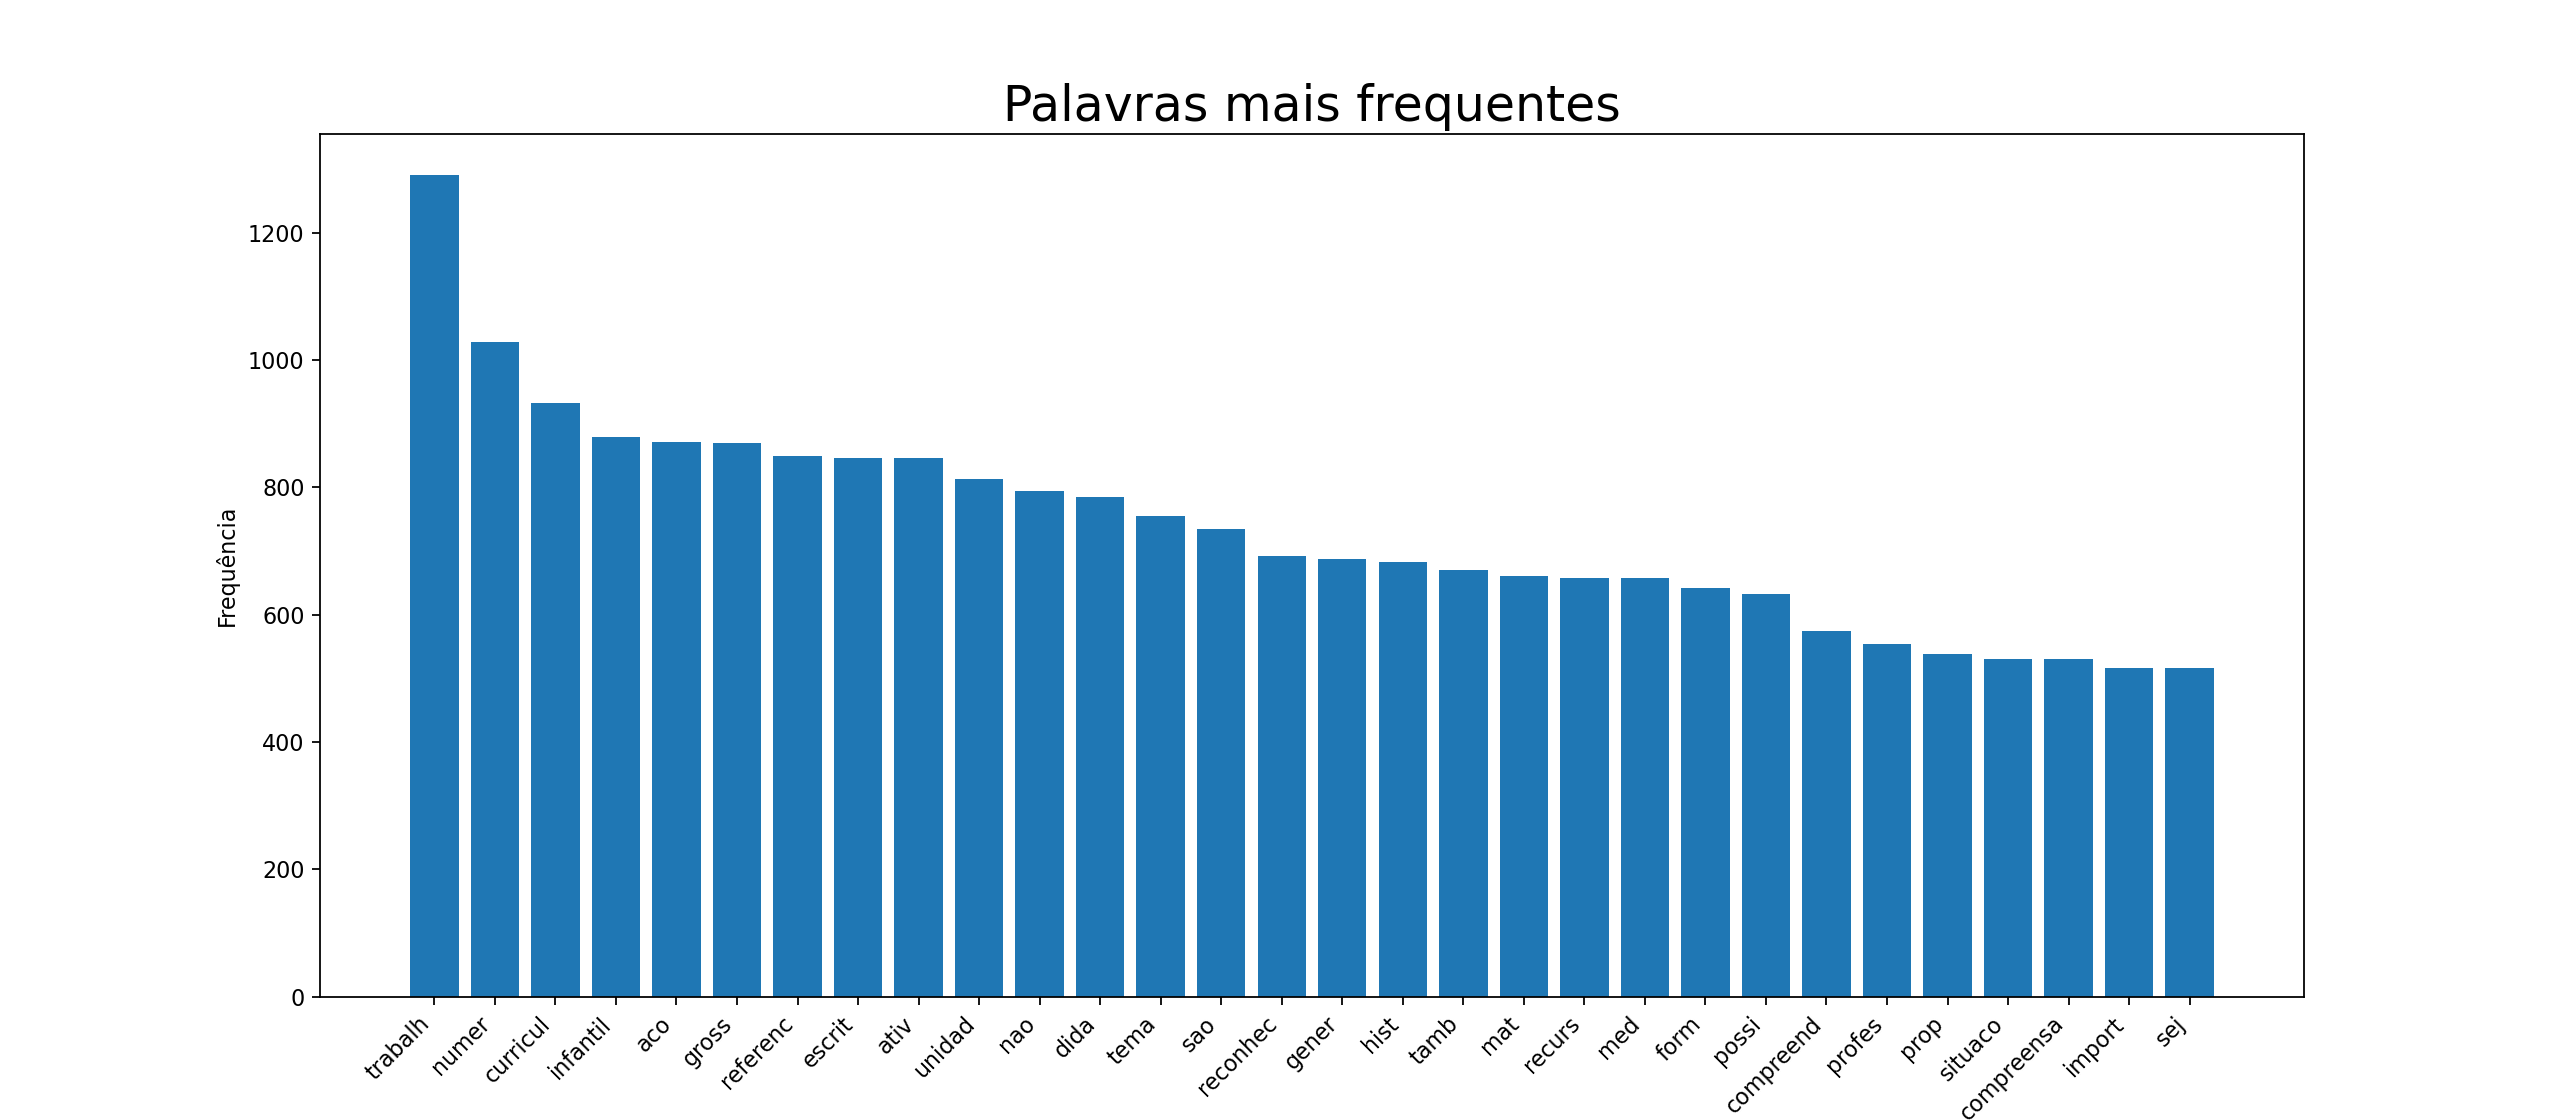 Palavras mais frequentes
Frequência
1200
1000
800
600
400
200
0
trabalh
numer
curricul
infantil
aco
gross
referenc
escrit
ativ
unidad
nao
dida
tema
sao
reconhec
gener
hist
tamb
mat
recurs
med
form
possi
compreend
profes
prop
situaco
compreensa
import
sej